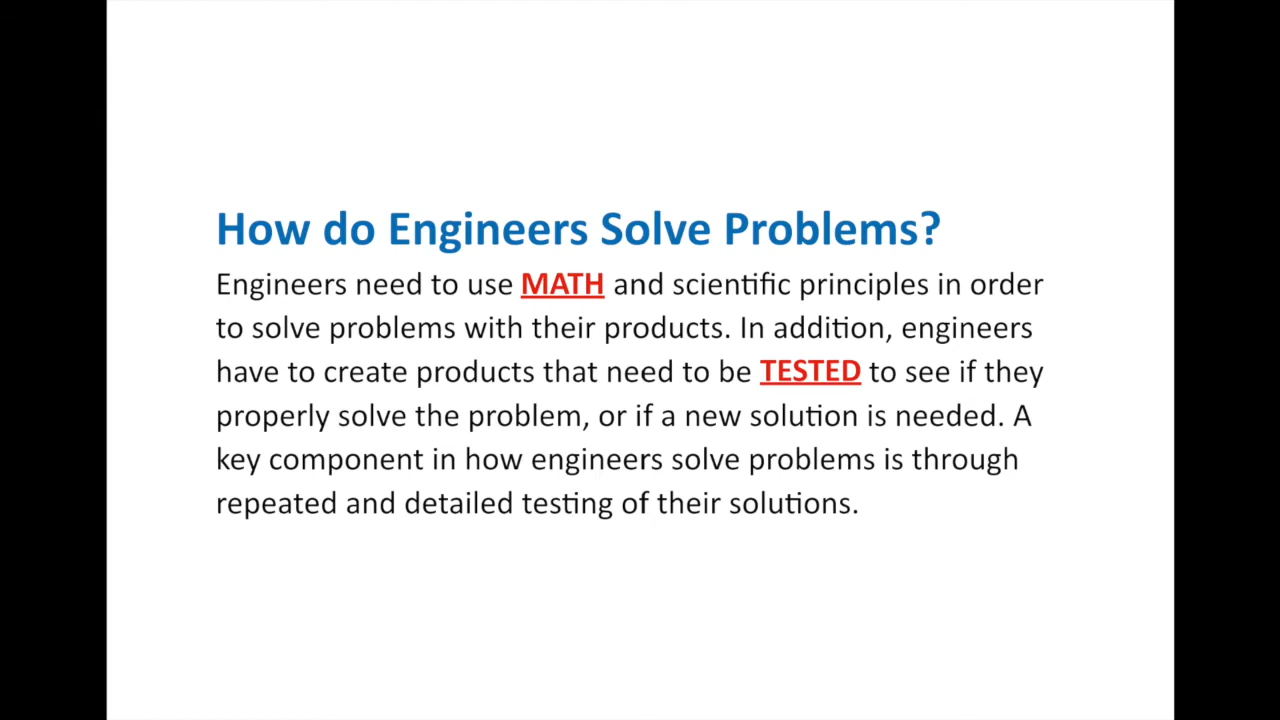 How do Engineers Solve Problems?
Engineers need to use MATH and scientific principles in order
to solve problems with their products. In addition, engineers
have to create products that need to be TESTED to see if they
properly solve the problem, or if a new solution is needed. A
key component in how engineers solve problems is through
repeated and detailed testing of their solutions.